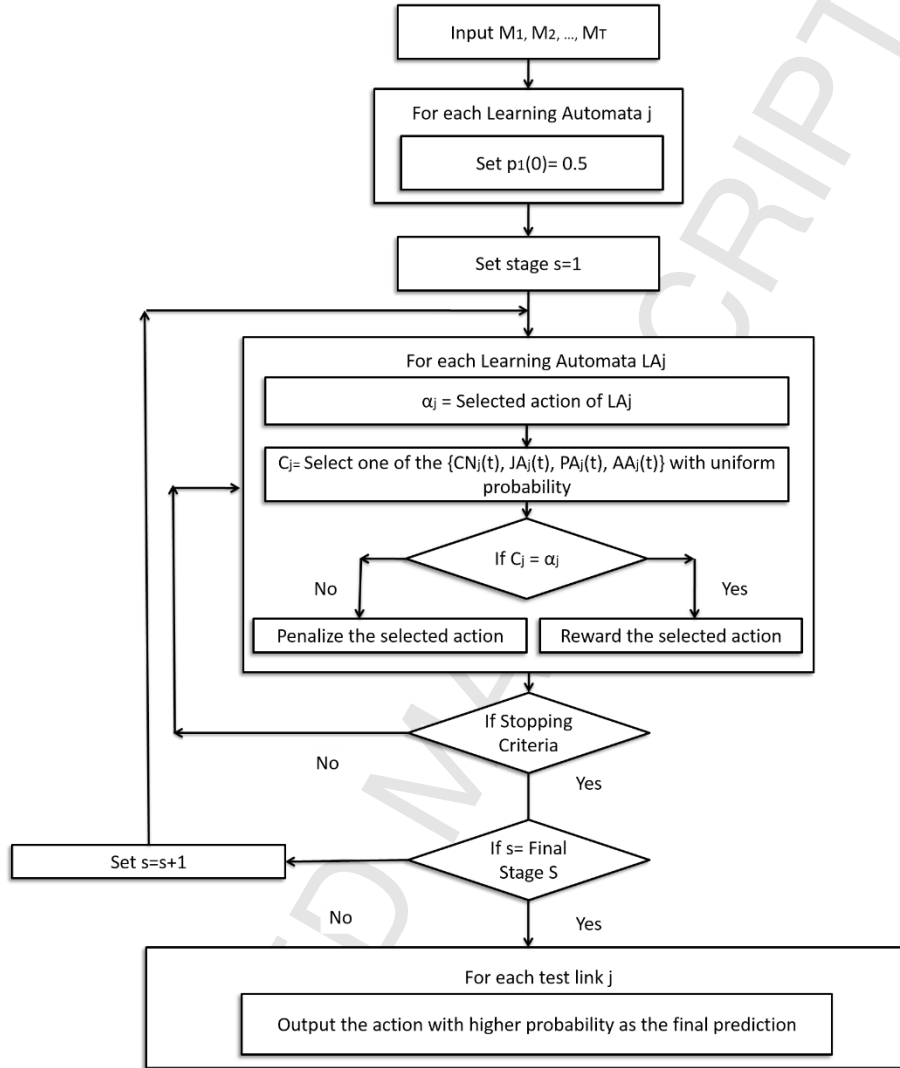 Input M1, M2, ..., MT
For each Learning Automata j
Set p1(0)= 0.5
Set stage s=1
For each Learning Automata LAj
αj = Selected action of LAj
Cj= Select one of the {CNj(t), JAj(t), PAj(t), AAj(t)} with uniform
probability
If Cj = αj
No
Yes
Penalize the selected action
Reward the selected action
If Stopping
Criteria
No
Yes
If s= Final
Stage S
Set s=s+1
No
Yes
For each test link j
Output the action with higher probability as the final prediction